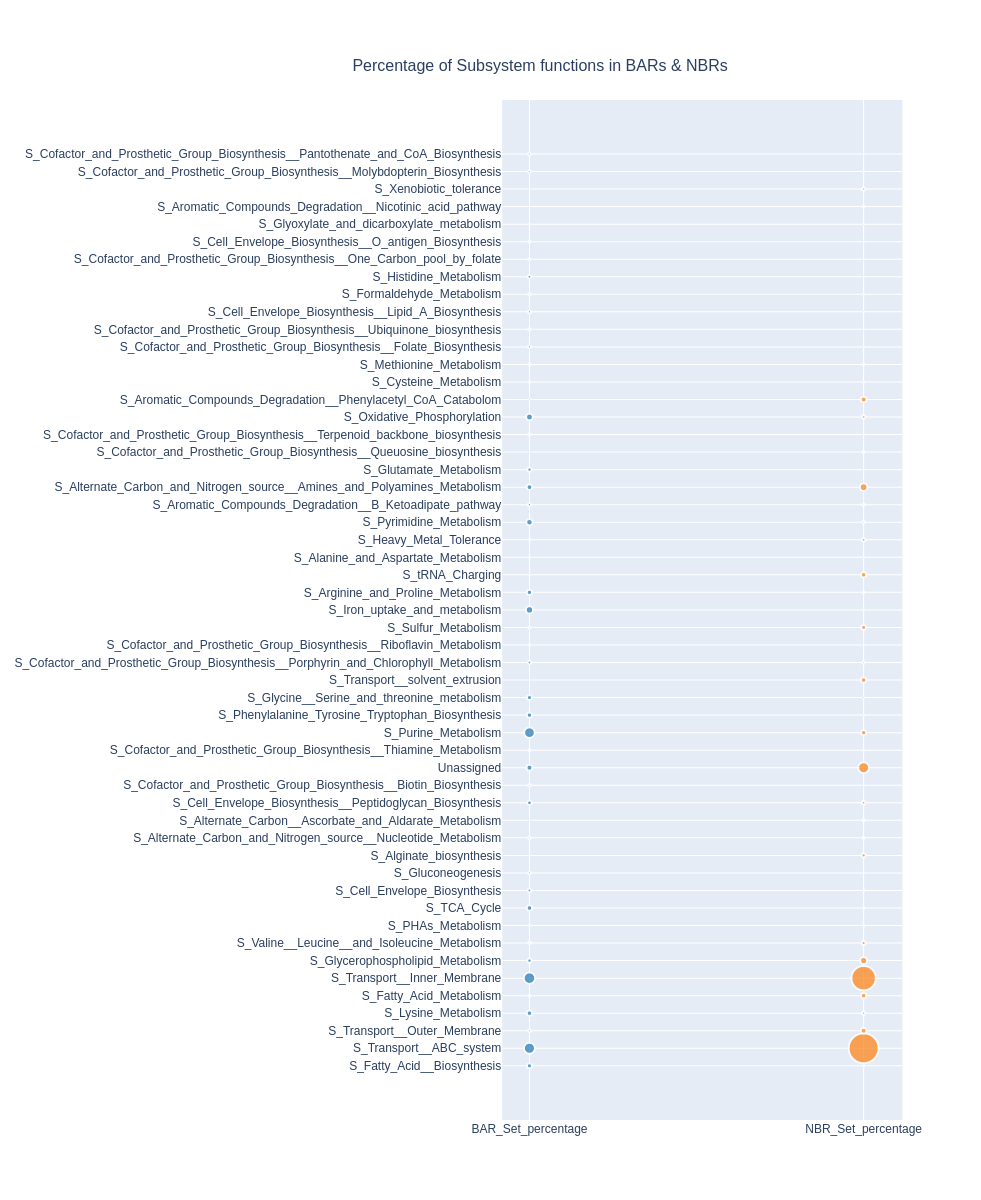 Percentage of Subsystem functions in BARs & NBRs
S_Cofactor_and_Prosthetic_Group_Biosynthesis__Pantothenate_and_CoA_Biosynthesis
S_Cofactor_and_Prosthetic_Group_Biosynthesis__Molybdopterin_Biosynthesis
S_Xenobiotic_tolerance
S_Aromatic_Compounds_Degradation__Nicotinic_acid_pathway
S_Glyoxylate_and_dicarboxylate_metabolism
S_Cell_Envelope_Biosynthesis__O_antigen_Biosynthesis
S_Cofactor_and_Prosthetic_Group_Biosynthesis__One_Carbon_pool_by_folate
S_Histidine_Metabolism
S_Formaldehyde_Metabolism
S_Cell_Envelope_Biosynthesis__Lipid_A_Biosynthesis
S_Cofactor_and_Prosthetic_Group_Biosynthesis__Ubiquinone_biosynthesis
S_Cofactor_and_Prosthetic_Group_Biosynthesis__Folate_Biosynthesis
S_Methionine_Metabolism
S_Cysteine_Metabolism
S_Aromatic_Compounds_Degradation__Phenylacetyl_CoA_Catabolom
S_Oxidative_Phosphorylation
S_Cofactor_and_Prosthetic_Group_Biosynthesis__Terpenoid_backbone_biosynthesis
S_Cofactor_and_Prosthetic_Group_Biosynthesis__Queuosine_biosynthesis
S_Glutamate_Metabolism
S_Alternate_Carbon_and_Nitrogen_source__Amines_and_Polyamines_Metabolism
S_Aromatic_Compounds_Degradation__B_Ketoadipate_pathway
S_Pyrimidine_Metabolism
S_Heavy_Metal_Tolerance
S_Alanine_and_Aspartate_Metabolism
S_tRNA_Charging
S_Arginine_and_Proline_Metabolism
S_Iron_uptake_and_metabolism
S_Sulfur_Metabolism
S_Cofactor_and_Prosthetic_Group_Biosynthesis__Riboflavin_Metabolism
S_Cofactor_and_Prosthetic_Group_Biosynthesis__Porphyrin_and_Chlorophyll_Metabolism
S_Transport__solvent_extrusion
S_Glycine__Serine_and_threonine_metabolism
S_Phenylalanine_Tyrosine_Tryptophan_Biosynthesis
S_Purine_Metabolism
S_Cofactor_and_Prosthetic_Group_Biosynthesis__Thiamine_Metabolism
Unassigned
S_Cofactor_and_Prosthetic_Group_Biosynthesis__Biotin_Biosynthesis
S_Cell_Envelope_Biosynthesis__Peptidoglycan_Biosynthesis
S_Alternate_Carbon__Ascorbate_and_Aldarate_Metabolism
S_Alternate_Carbon_and_Nitrogen_source__Nucleotide_Metabolism
S_Alginate_biosynthesis
S_Gluconeogenesis
S_Cell_Envelope_Biosynthesis
S_TCA_Cycle
S_PHAs_Metabolism
S_Valine__Leucine__and_Isoleucine_Metabolism
S_Glycerophospholipid_Metabolism
S_Transport__Inner_Membrane
S_Fatty_Acid_Metabolism
S_Lysine_Metabolism
S_Transport__Outer_Membrane
S_Transport__ABC_system
S_Fatty_Acid__Biosynthesis
BAR_Set_percentage NBR_Set_percentage